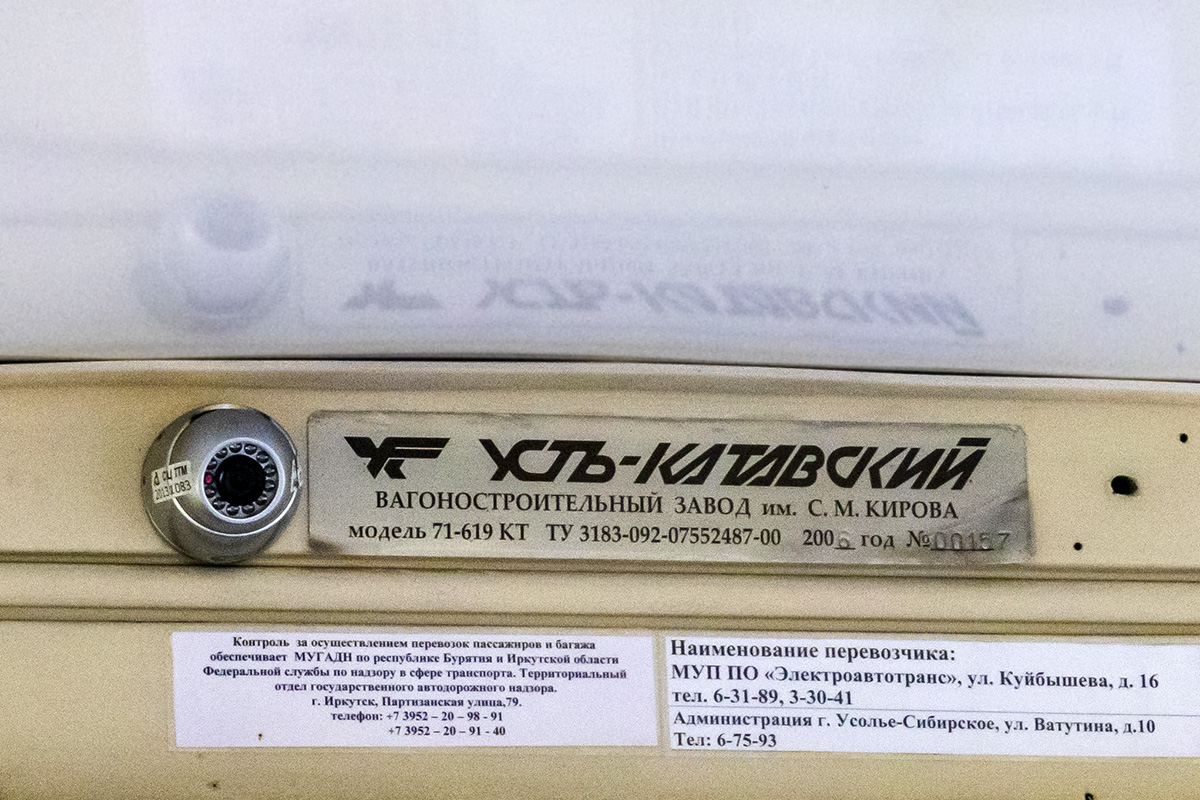 УСТЬ-КАТАВСКИЙ
ВАГОНОСТРОИТЕЛЬНЫЙ ЗАВОД им. С. М. КИРОВА
модель 71-619 КТ ТУ 3183-092-07552487-00 2006 год №00157
СЦ ТТМ
083
Контроль за осуществлением перевозок пассажиров и багажа
обеспечивает МУГАДН по республике Бурятия и Иркутской области
Федеральной службы по надзору в сфере транспорта. Территориальный
отдел государственного автодорожного надзора.
г. Иркутск, Партизанская улица,79.
телефон: +7 3952 – 20 – 98 - 91
+7 3952 – 20 – 91 - 40
Наименование перевозчика:
МУП ПО «Электроавтотранс», ул. Куйбышева, д. 16
тел. 6-31-89, 3-30-41
Администрация г. Усолье-Сибирское, ул. Ватутина, д.10
Тел: 6-75-93